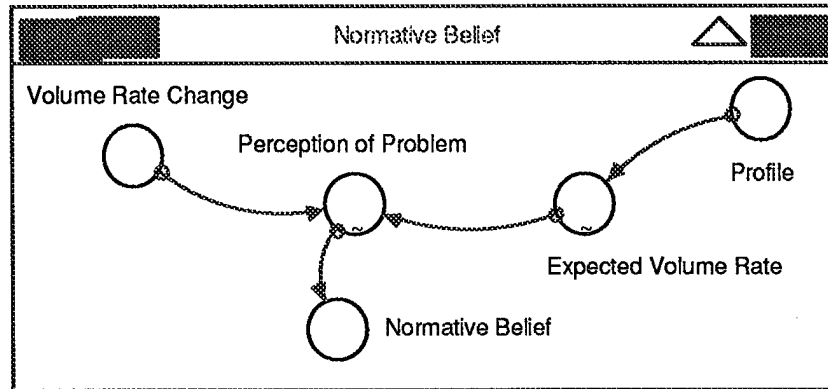 Normative Belief
Volume Rate Change
Perception of Problem
Profile
~
~
Expected Volume Rate
Normative Belief